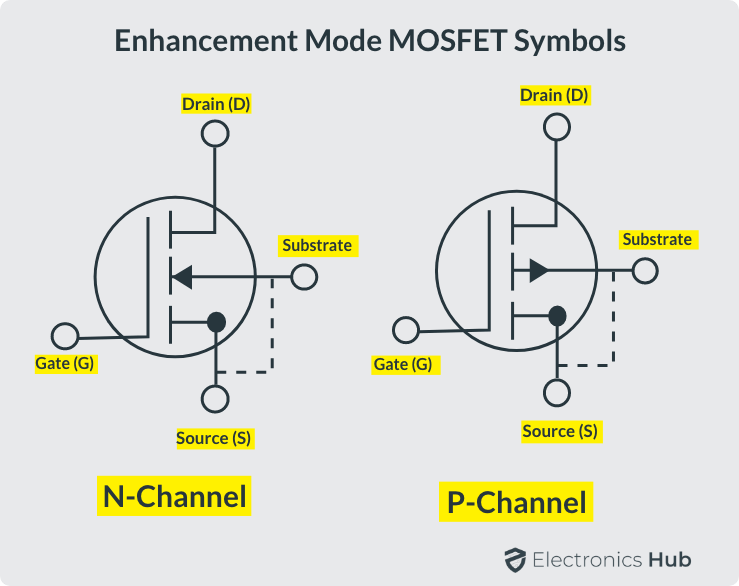 Enhancement Mode MOSFET Symbols
Drain (D)
Substrate
Gate (G)
Source (S)
N-Channel
Drain (D)
Substrate
Gate (G)
Source (S)
P-Channel
Electronics Hub